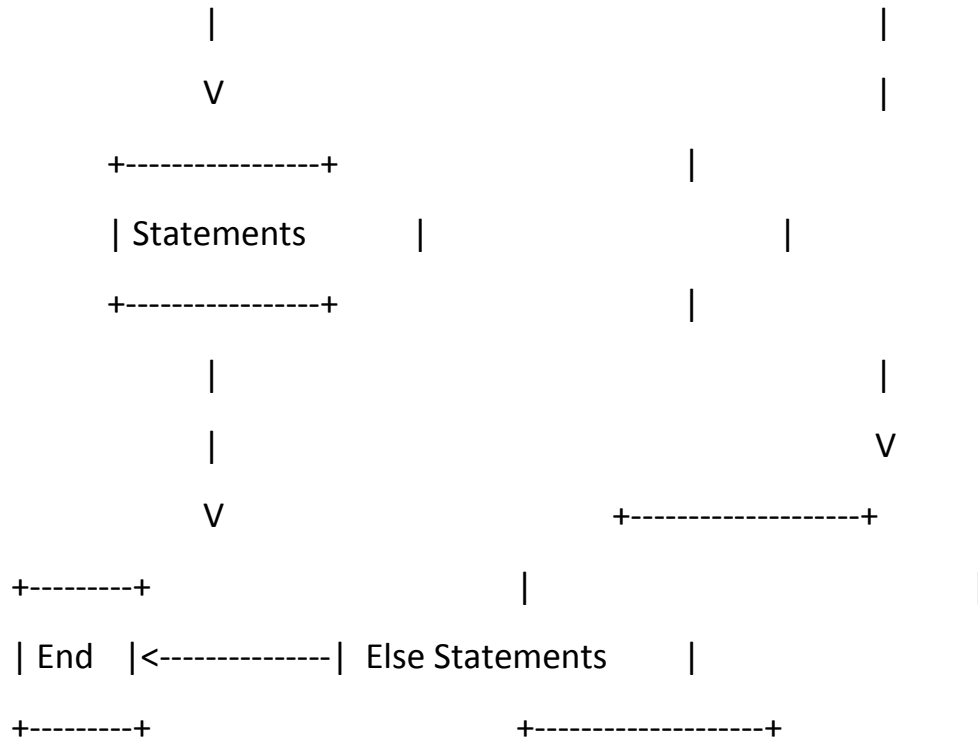 |                                                                 |
V                                                                |
+-----------------+                                  |
| Statements          |                                  |
+-----------------+                                  |
|                                                                 |
|                                                                 V
V                                      +--------------------+
+---------+                                    |                                           |
| End   |<---------------|  Else Statements        |
+---------+                                    +--------------------+